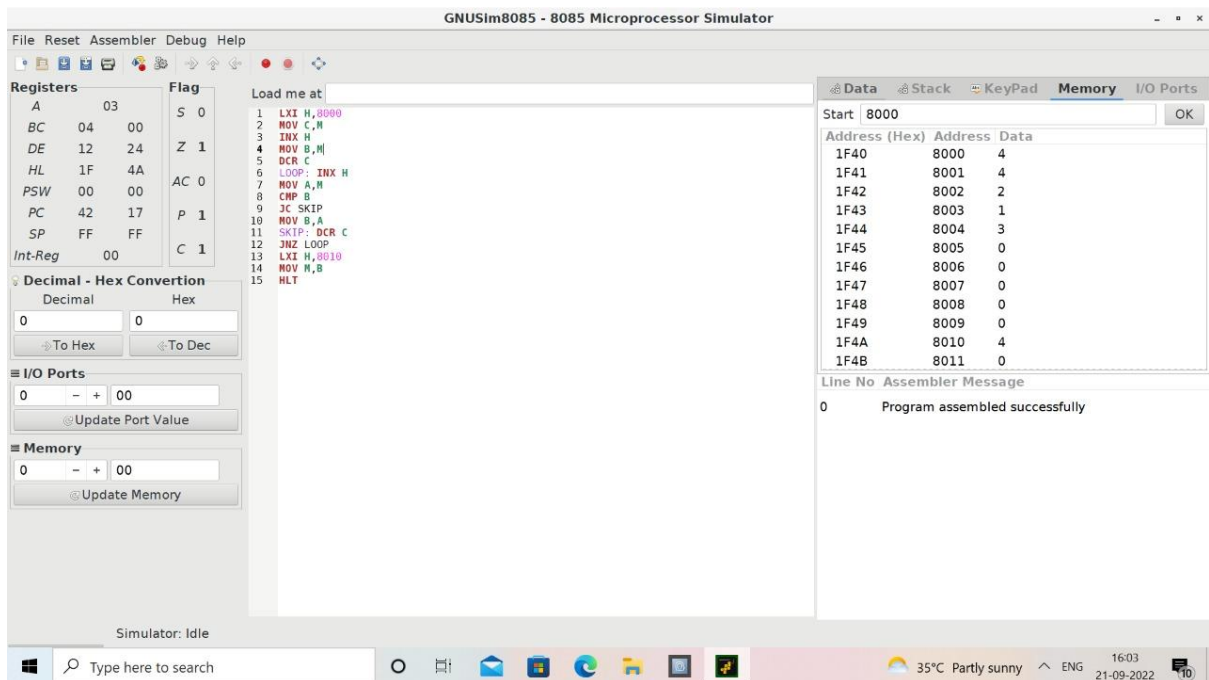 GNUSim8085 - 8085 Microprocessor Simulator
File Reset Assembler Debug Help
Registers
A 03
BC 04 00
DE 12 24
HL 1F 4A
PSW 00 00
PC 42 17
SP FF FF
Int-Reg 00
Flag
S 0
Z 1
AC 0
P 1
C 1
Decimal - Hex Convertion
Decimal Hex
0 0
To Hex To Dec
I/O Ports
0 - + 00
Update Port Value
Memory
0 - + 00
Update Memory
Simulator: Idle
Load me at
1 LXI H,8000
2 MOV C,M
3 INX H
4 MOV B,M
5 DCR C
6 LOOP: INX H
7 MOV A,M
8 CMP B
9 JC SKIP
10 MOV B,A
11 SKIP: DCR C
12 JNZ LOOP
13 LXI H,8010
14 MOV M,B
15 HLT
Data Stack KeyPad Memory I/O Ports
Start 8000 OK
Address (Hex) Address Data
1F40 8000 4
1F41 8001 4
1F42 8002 2
1F43 8003 1
1F44 8004 3
1F45 8005 0
1F46 8006 0
1F47 8007 0
1F48 8008 0
1F49 8009 0
1F4A 8010 4
1F4B 8011 0
Line No Assembler Message
0 Program assembled successfully
Type here to search
35°C Partly sunny ENG
16:03
21-09-2022
10